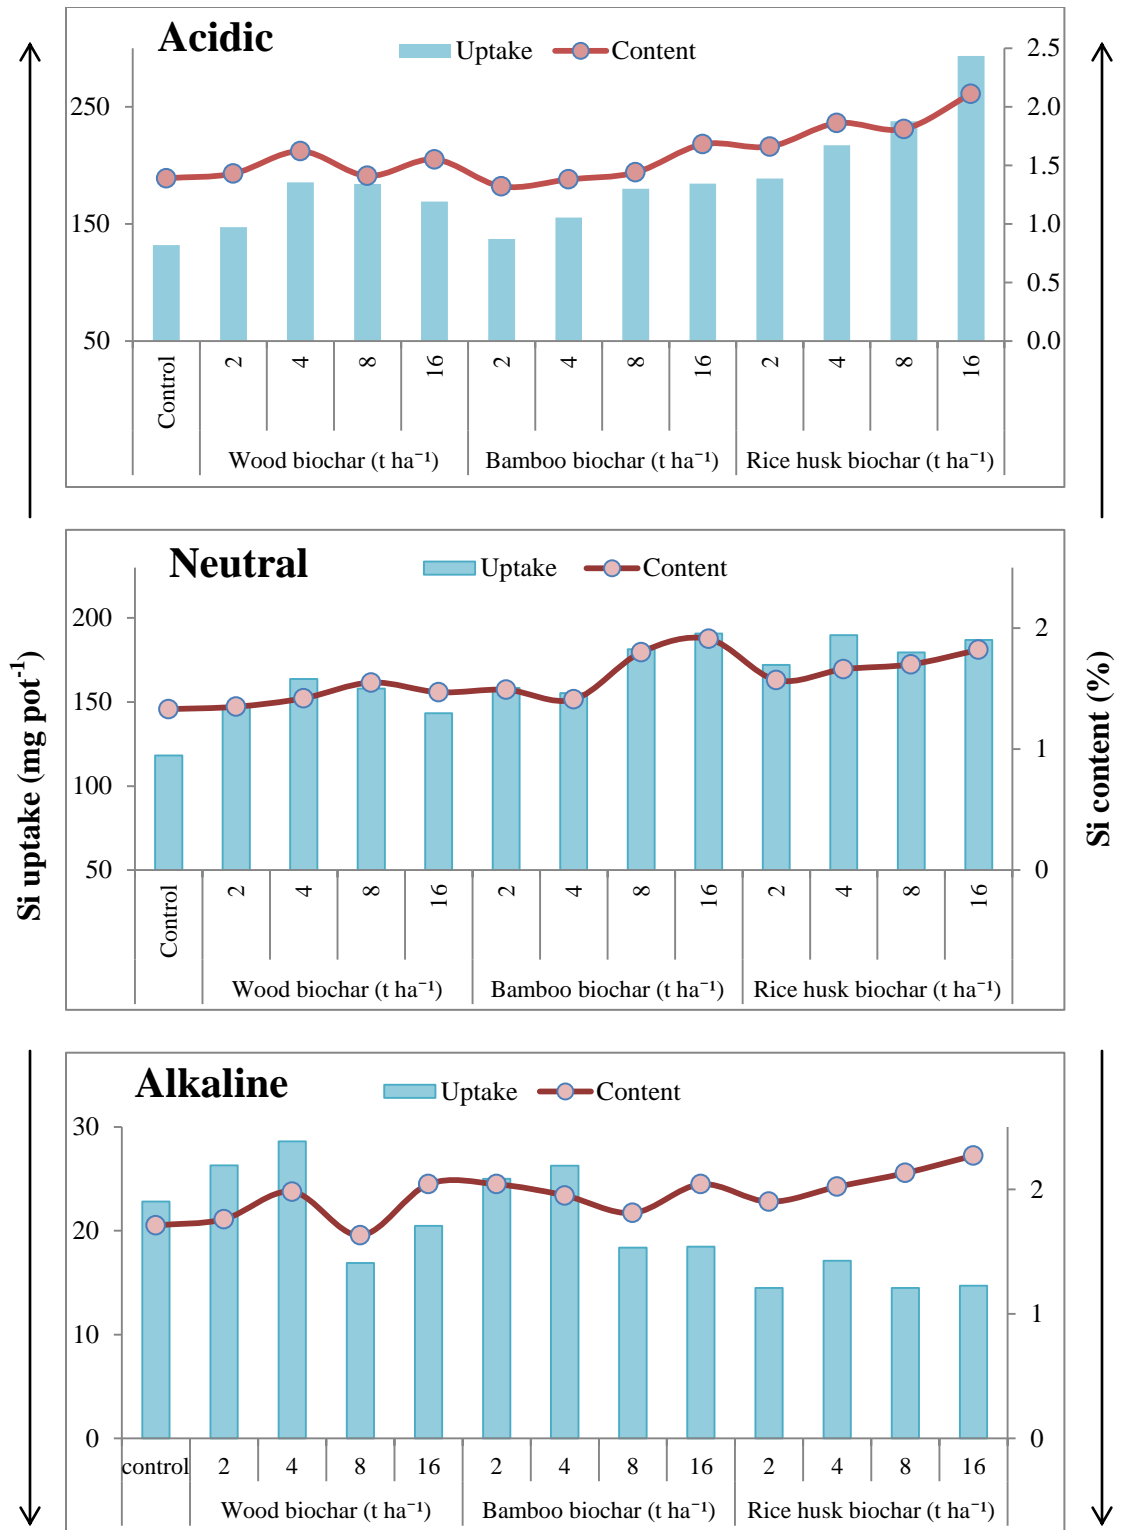 Acidic
Uptake Content
250
150
50
2.5
2.0
1.5
1.0
0.5
0.0
Control 2 4 8 16 2 4 8 16 2 4 8 16
Wood biochar (t ha⁻¹) Bamboo biochar (t ha⁻¹) Rice husk biochar (t ha⁻¹)
Neutral
Uptake Content
200
150
100
50
2
1
0
Control 2 4 8 16 2 4 8 16 2 4 8 16
Wood biochar (t ha⁻¹) Bamboo biochar (t ha⁻¹) Rice husk biochar (t ha⁻¹)
Si uptake (mg pot⁻¹)
Si content (%)
Alkaline
Uptake Content
30
20
10
0
2
1
0
control 2 4 8 16 2 4 8 16 2 4 8 16
Wood biochar (t ha⁻¹) Bamboo biochar (t ha⁻¹) Rice husk biochar (t ha⁻¹)